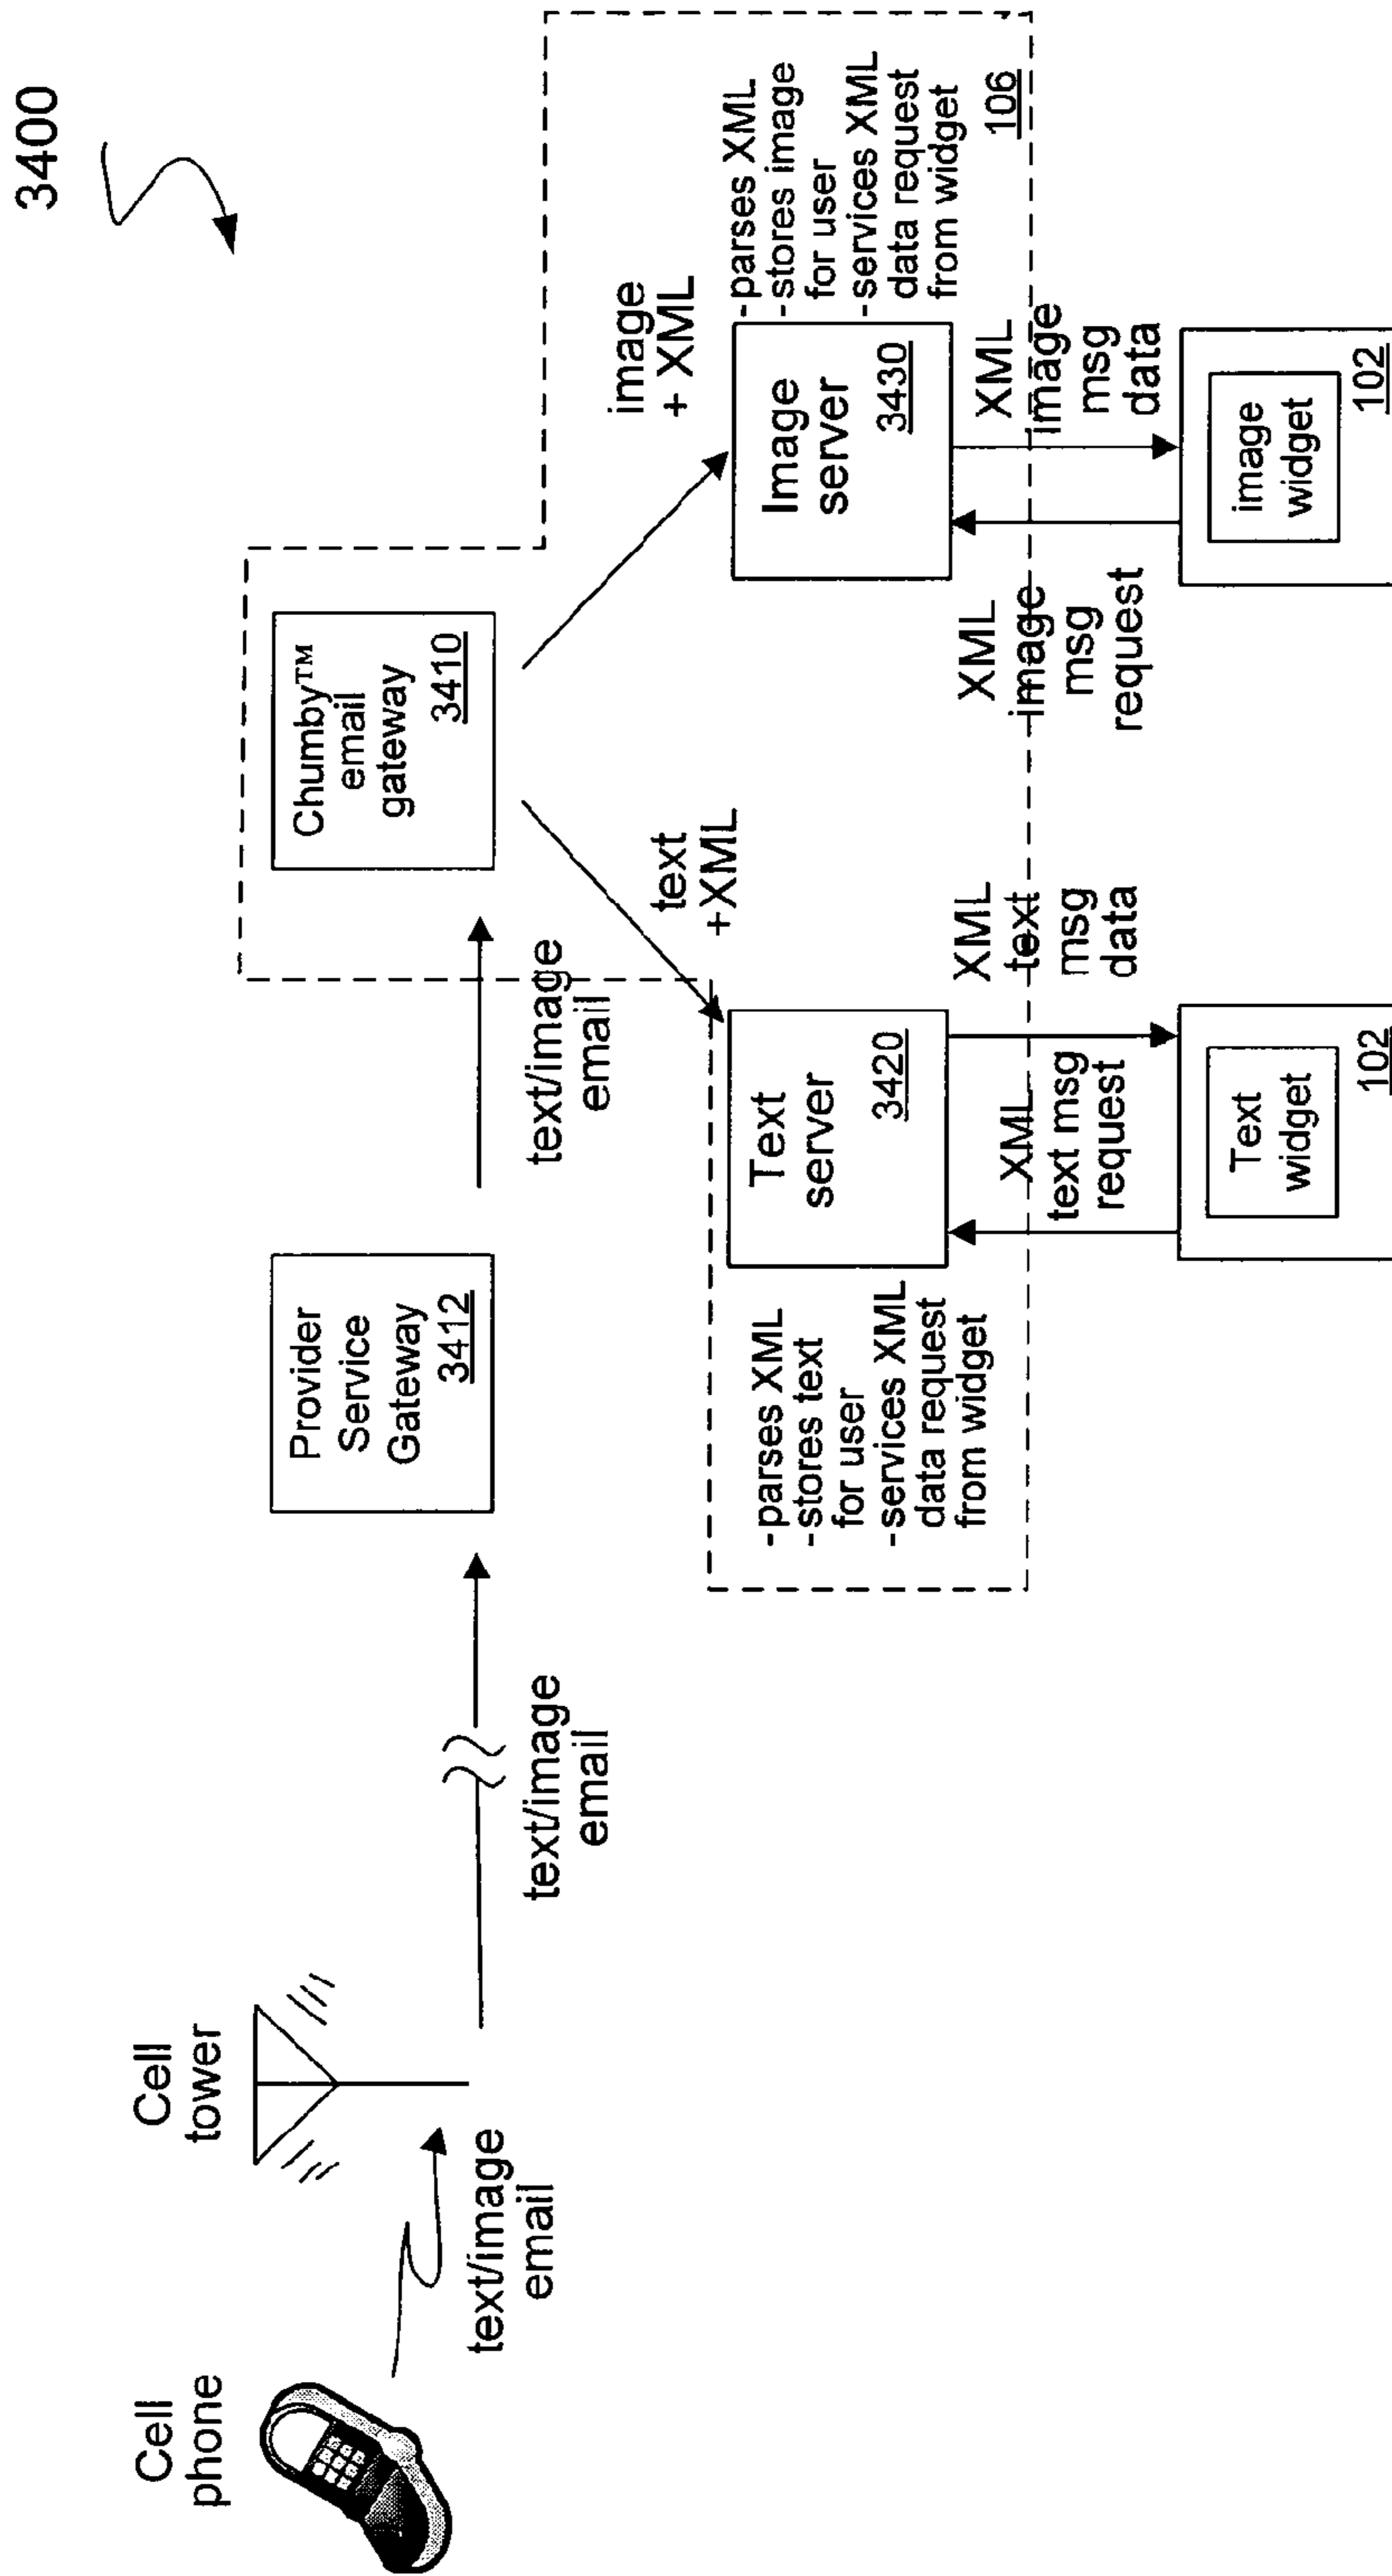 3400
Cell
phone
Cell
tower
text/image
email
text/image
email
Provider
Service
Gateway
3412
text/image
email
Chumby™
email
gateway
3410
text
+XML
image
+ XML
-parses XML
-stores text
for user
-services XML
data request
from widget
Text
server
3420
Image
server
3430
-parses XML
-stores image
for user
-services XML
data request
from widget
106
XML
text msg
request
XML
text
msg
data
XML
image
msg
request
XML
image
msg
data
Text
widget
102
image
widget
102